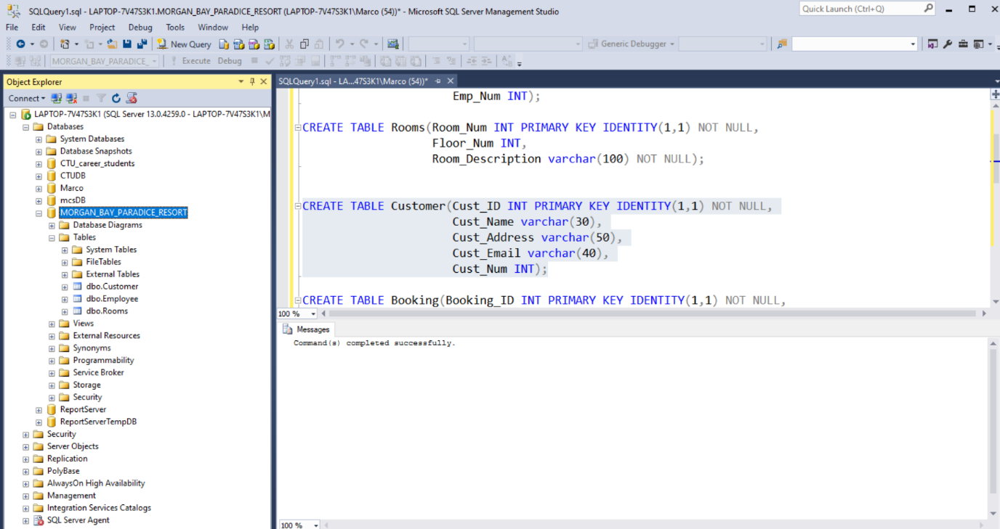 SQLQuery1.sql - LAPTOP-7V47S3K1.MORGAN_BAY_PARADICE_RESORT (LAPTOP-7V47S3K1\Marco (54))* - Microsoft SQL Server Management Studio
Quick Launch (Ctrl+Q)
File Edit View Project Debug Tools Window Help
New Query
Generic Debugger
MORGAN_BAY_PARADICE_
Execute Debug
Object Explorer
SQLQuery1.sql - LA...47S3K1\Marco (54))*
Connect
LAPTOP-7V47S3K1 (SQL Server 13.0.4259.0 - LAPTOP-7V47S3K1\M
Databases
System Databases
Database Snapshots
CTU_career_students
CTUDB
Marco
mcsDB
MORGAN_BAY_PARADICE_RESORT
Database Diagrams
Tables
System Tables
FileTables
External Tables
dbo.Customer
dbo.Employee
dbo.Rooms
Views
External Resources
Synonyms
Programmability
Service Broker
Storage
Security
ReportServer
ReportServerTempDB
Security
Server Objects
Replication
PolyBase
AlwaysOn High Availability
Management
Integration Services Catalogs
SQL Server Agent
Emp_Num INT);
CREATE TABLE Rooms(Room_Num INT PRIMARY KEY IDENTITY(1,1) NOT NULL,
Floor_Num INT,
Room_Description varchar(100) NOT NULL);
CREATE TABLE Customer(Cust_ID INT PRIMARY KEY IDENTITY(1,1) NOT NULL,
Cust_Name varchar(30),
Cust_Address varchar(50),
Cust_Email varchar(40),
Cust_Num INT);
CREATE TABLE Booking(Booking_ID INT PRIMARY KEY IDENTITY(1,1) NOT NULL,
100 %
Messages
Command(s) completed successfully.
100 %